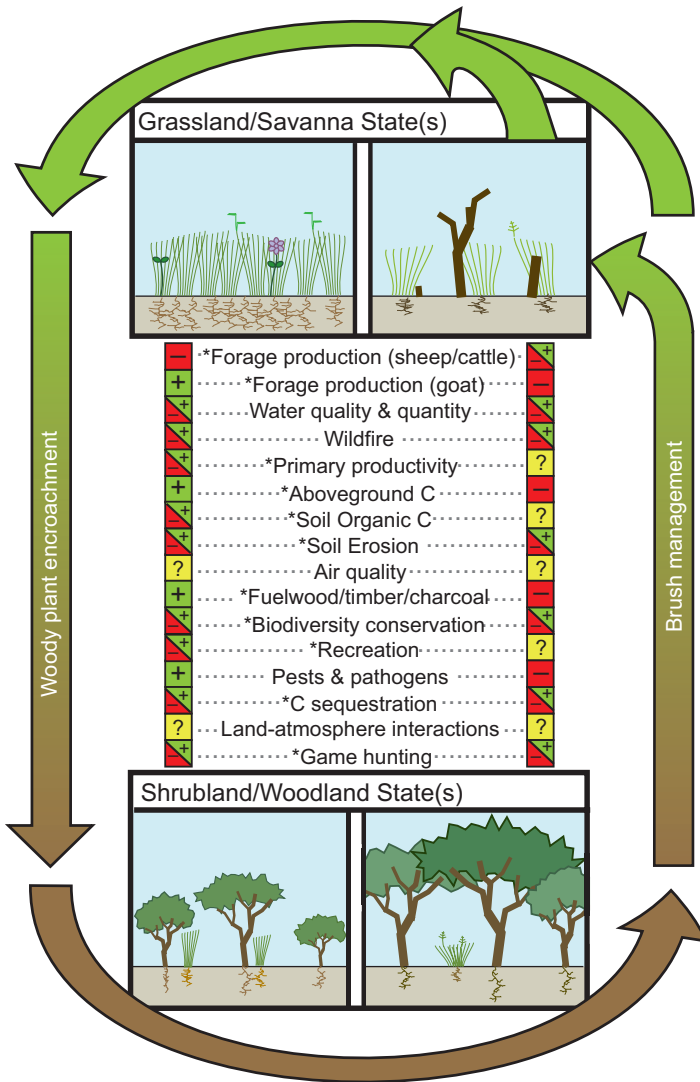 Grassland/Savanna State(s)
Woody plant encroachment
Brush management
− *Forage production (sheep/cattle) − +
+ *Forage production (goat) −
− + Water quality & quantity − +
− + Wildfire − +
− + *Primary productivity ?
+ *Aboveground C −
− + *Soil Organic C ?
− + *Soil Erosion − +
? Air quality ?
+ *Fuelwood/timber/charcoal −
− + *Biodiversity conservation − +
− + *Recreation ?
+ Pests & pathogens −
− + *C sequestration − +
? Land-atmosphere interactions ?
− + *Game hunting − +
Shrubland/Woodland State(s)